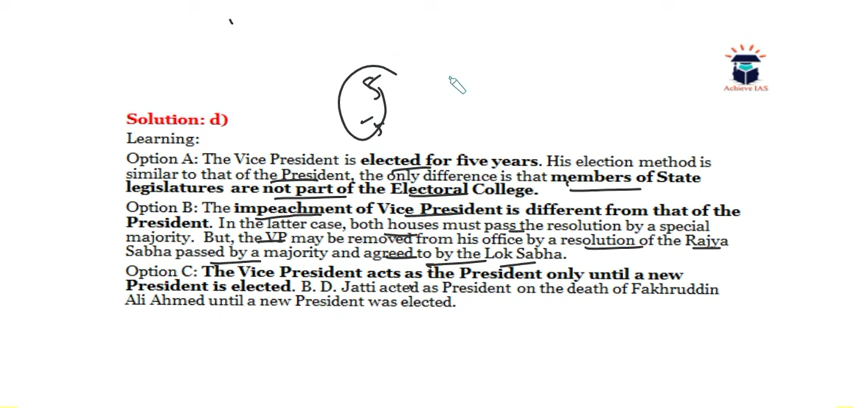 Achieve IAS
Solution: d)
Learning:
Option A: The Vice President is elected for five years. His election method is
similar to that of the President, the only difference is that members of State
legislatures are not part of the Electoral College.
Option B: The impeachment of Vice President is different from that of the
President. In the latter case, both houses must pass the resolution by a special
majority. But, the VP may be removed from his office by a resolution of the Rajya
Sabha passed by a majority and agreed to by the Lok Sabha.
Option C: The Vice President acts as the President only until a new
President is elected. B. D. Jatti acted as President on the death of Fakhruddin
Ali Ahmed until a new President was elected.